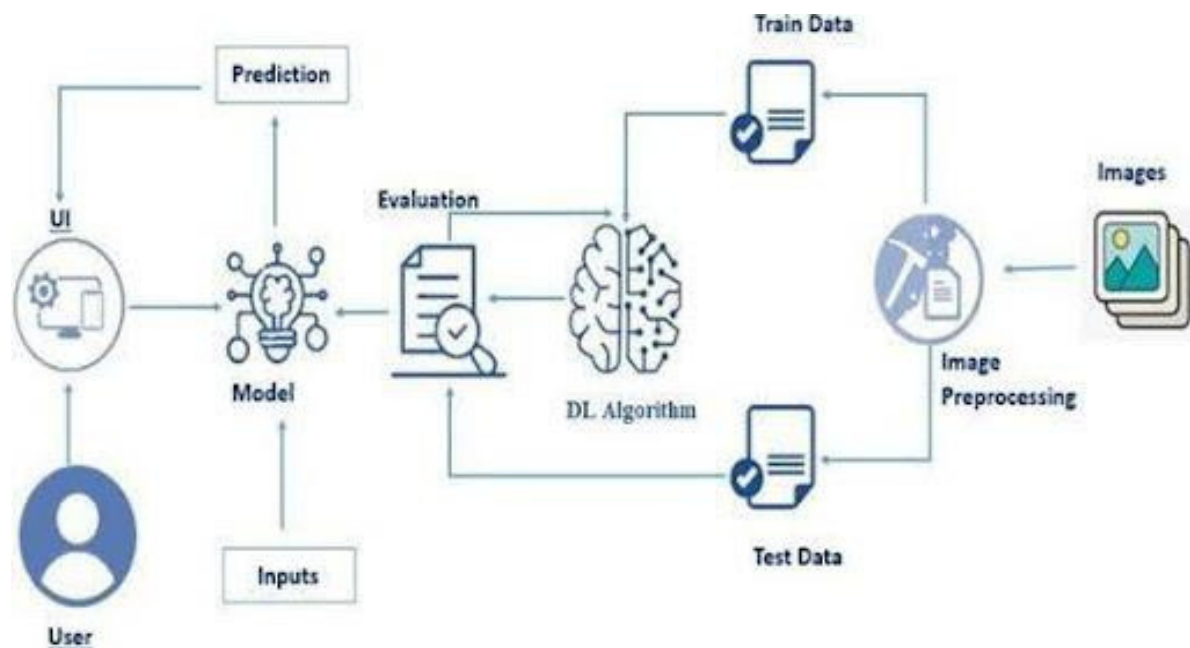 Train Data
Prediction
Images
Evaluation
UI
Image
Preprocessing
Model
DL Algorithm
Test Data
Inputs
User